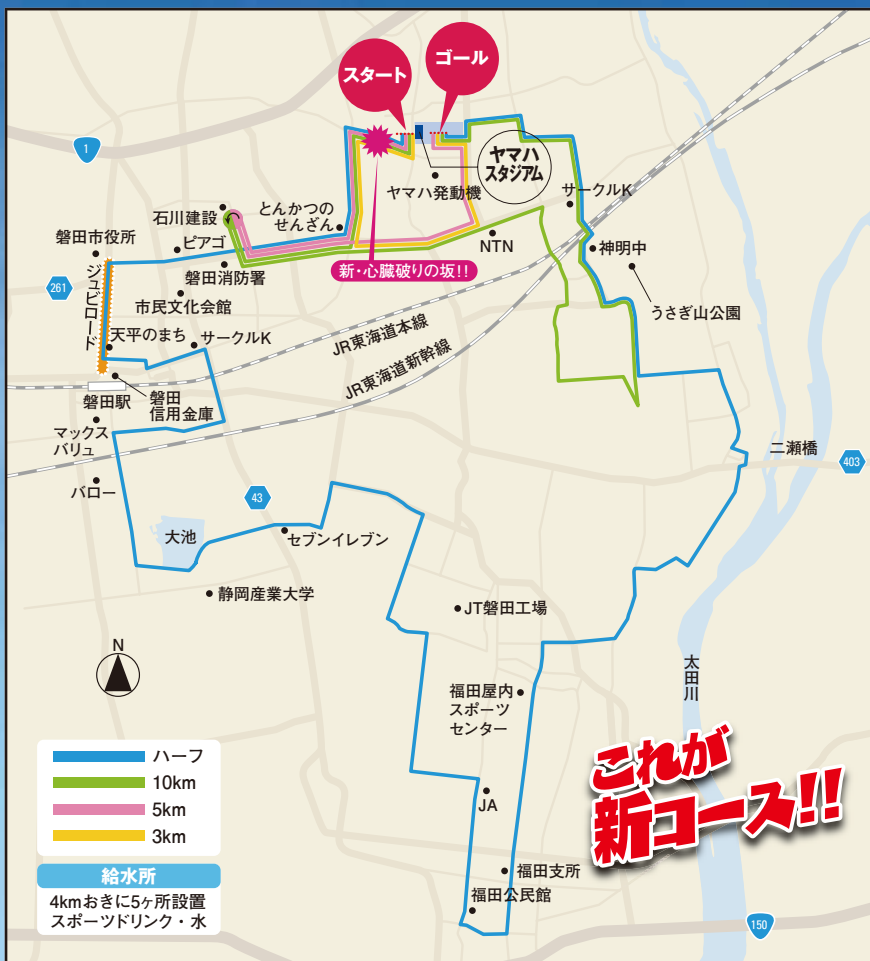 スタート
ゴール
1
ヤマハ
スタジアム
ヤマハ発動機
サークルK
石川建設
とんかつの
せんざん
磐田市役所
ピアゴ
NTN
神明中
磐田消防署
新・心臓破りの坂!!
261
ジュビロード
市民文化会館
うさぎ山公園
天平のまち
サークルK
JR東海道本線
JR東海道新幹線
磐田駅
磐田
信用金庫
マックス
バリュ
二瀬橋
403
バロー
43
大池
セブンイレブン
静岡産業大学
JT磐田工場
N
太田川
福田屋内
スポーツ
センター
これが
新コース!!
ハーフ
10km
5km
3km
JA
給水所
4kmおきに5ヶ所設置
スポーツドリンク・水
福田支所
福田公民館
150